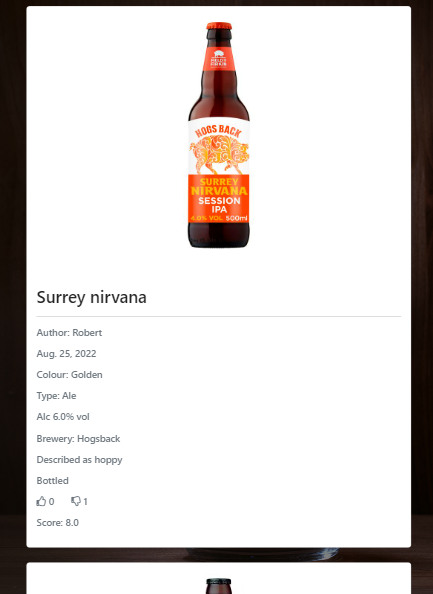 HOGS BACK
SURREY
NIRVANA
SESSION
IPA
4.0% VOL 500ml
Surrey nirvana
Author: Robert
Aug. 25, 2022
Colour: Golden
Type: Ale
Alc 6.0% vol
Brewery: Hogsback
Described as hoppy
Bottled
0 1
Score: 8.0